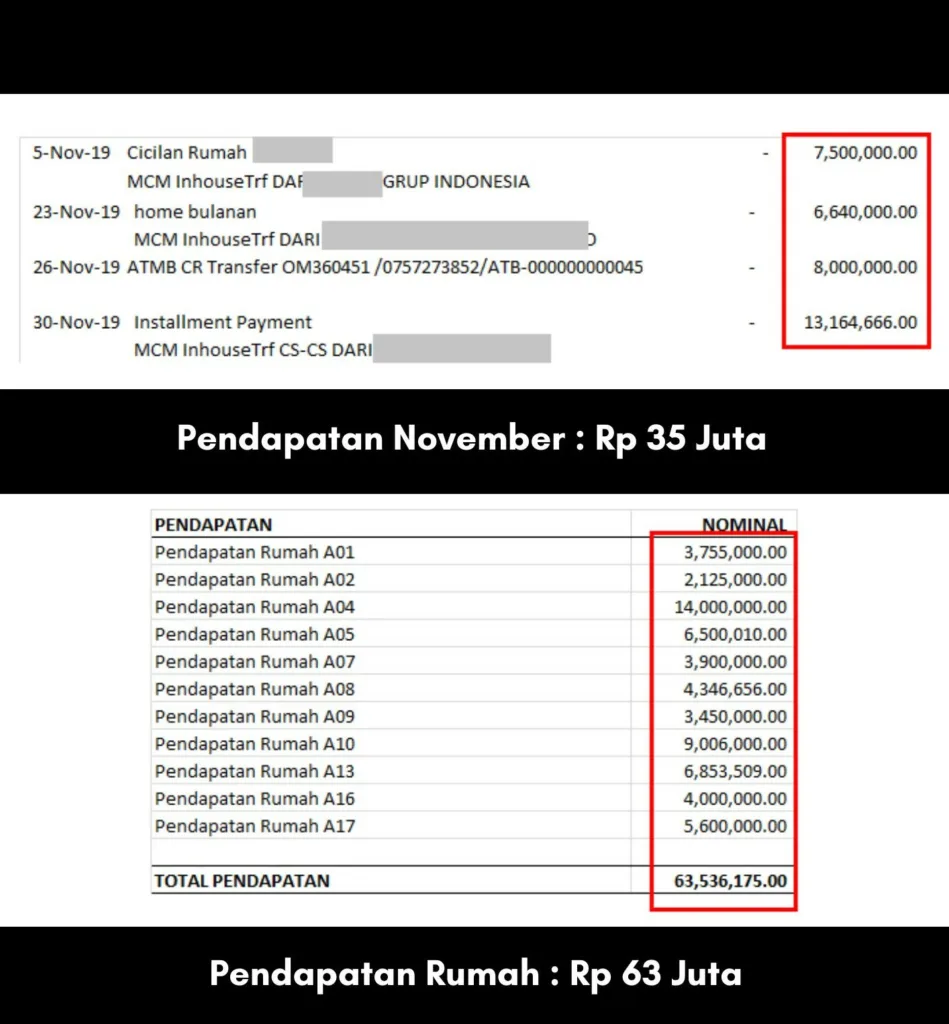 5-Nov-19 Cicilan Rumah - 7,500,000.00
MCM InhouseTrf DAR GRUP INDONESIA
23-Nov-19 home bulanan - 6,640,000.00
MCM InhouseTrf DARI
26-Nov-19 ATMB CR Transfer OM360451 /0757273852/ATB-000000000045 - 8,000,000.00
30-Nov-19 Installment Payment - 13,164,666.00
MCM InhouseTrf CS-CS DARI
Pendapatan November : Rp 35 Juta
PENDAPATAN NOMINAL
Pendapatan Rumah A01 3,755,000.00
Pendapatan Rumah A02 2,125,000.00
Pendapatan Rumah A04 14,000,000.00
Pendapatan Rumah A05 6,500,010.00
Pendapatan Rumah A07 3,900,000.00
Pendapatan Rumah A08 4,346,656.00
Pendapatan Rumah A09 3,450,000.00
Pendapatan Rumah A10 9,006,000.00
Pendapatan Rumah A13 6,853,509.00
Pendapatan Rumah A16 4,000,000.00
Pendapatan Rumah A17 5,600,000.00
TOTAL PENDAPATAN 63,536,175.00
Pendapatan Rumah : Rp 63 Juta